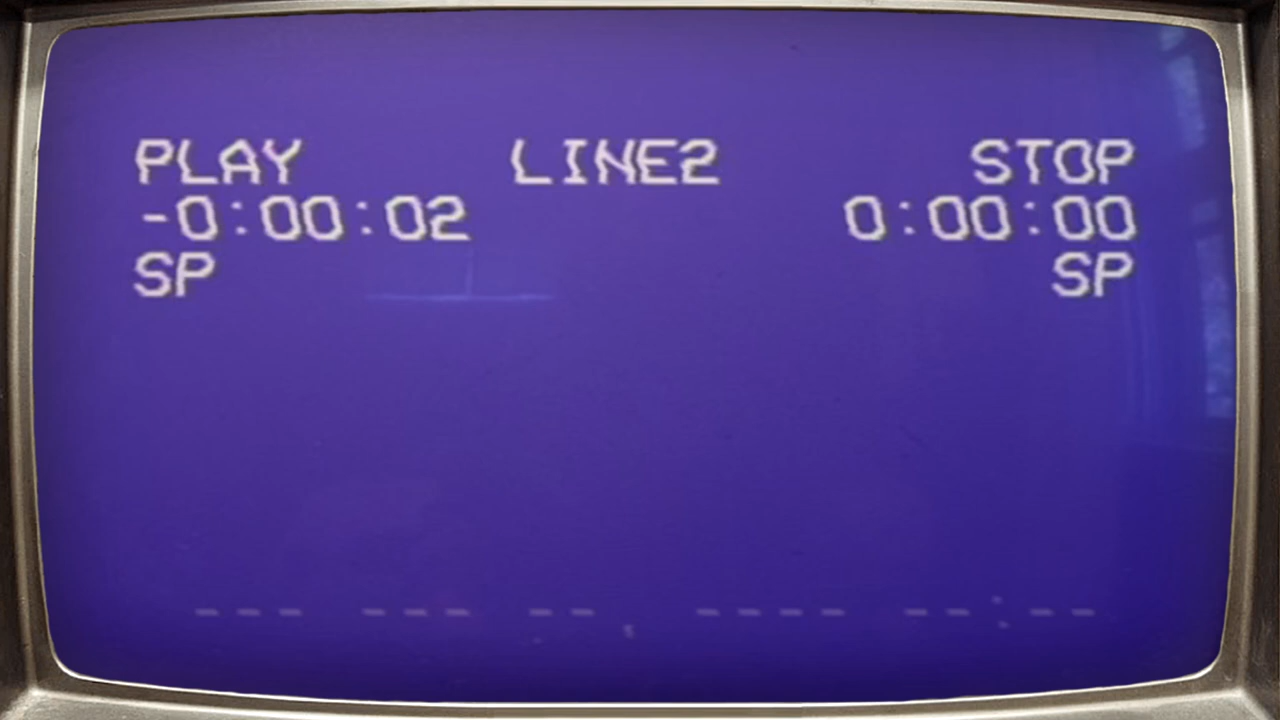 PLAY LINE2 STOP
-0:00:02 0:00:00
SP SP
--- --- --, ---- --:--